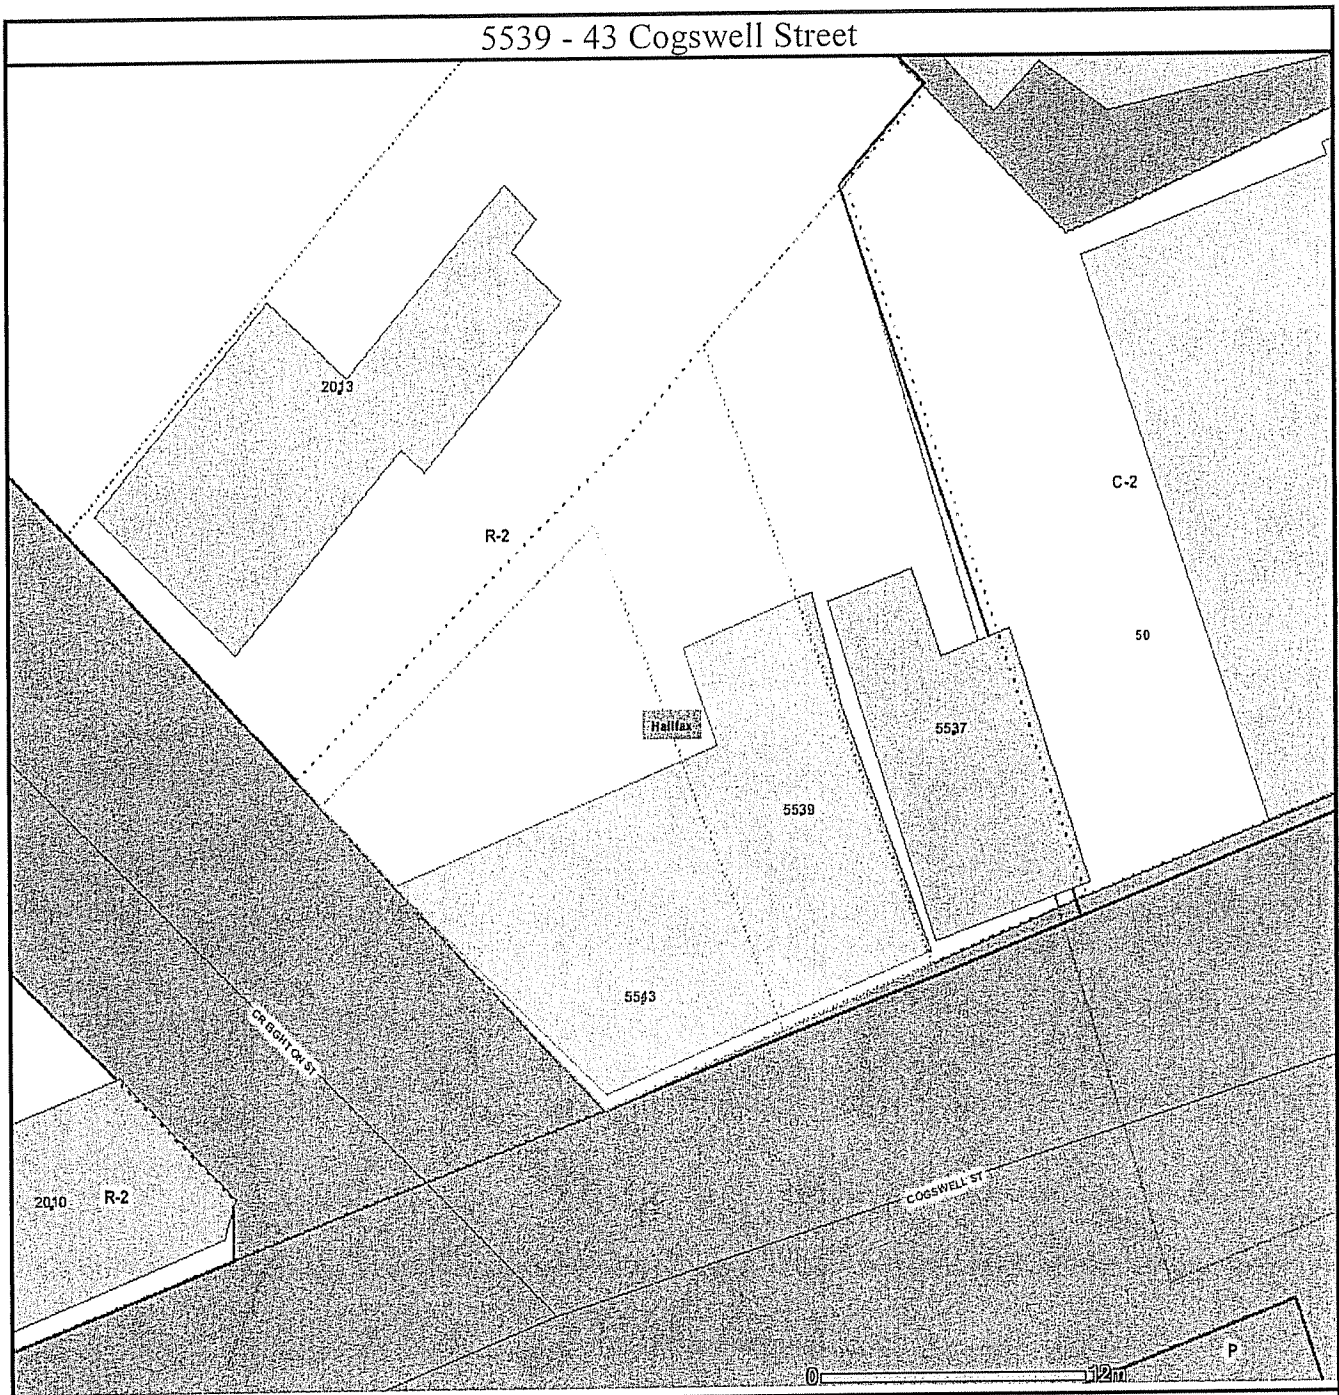 5539 - 43 Cogswell Street
2013
R-2
C-2
50
Halifax
5537
5539
5543
CREIGHTON ST
2010
R-2
COGSWELL ST
P
0
12m